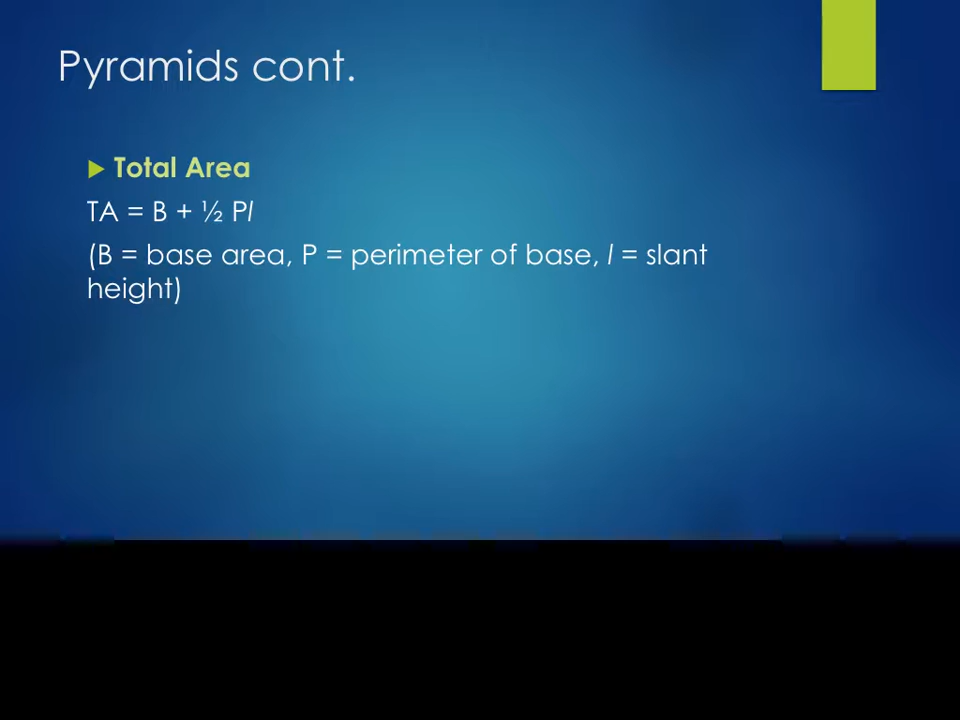 Pyramids cont.
Total Area
TA = B + ½ Pl
(B = base area, P = perimeter of base, l = slant
height)